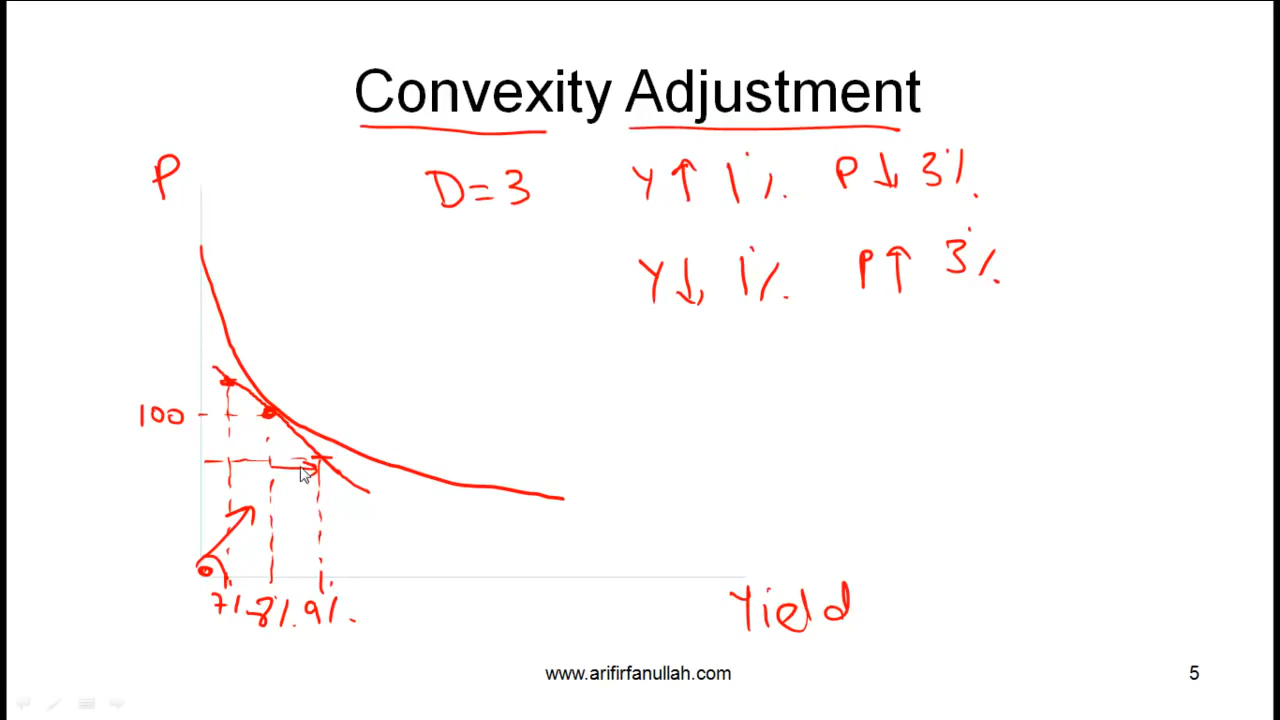 Convexity Adjustment
P
D=3
Y↑ 1% P↓ 3%.
Y↓ 1%. P↑ 3%.
100
7% 8%. 9%.
Yield
www.arifirfanullah.com
5